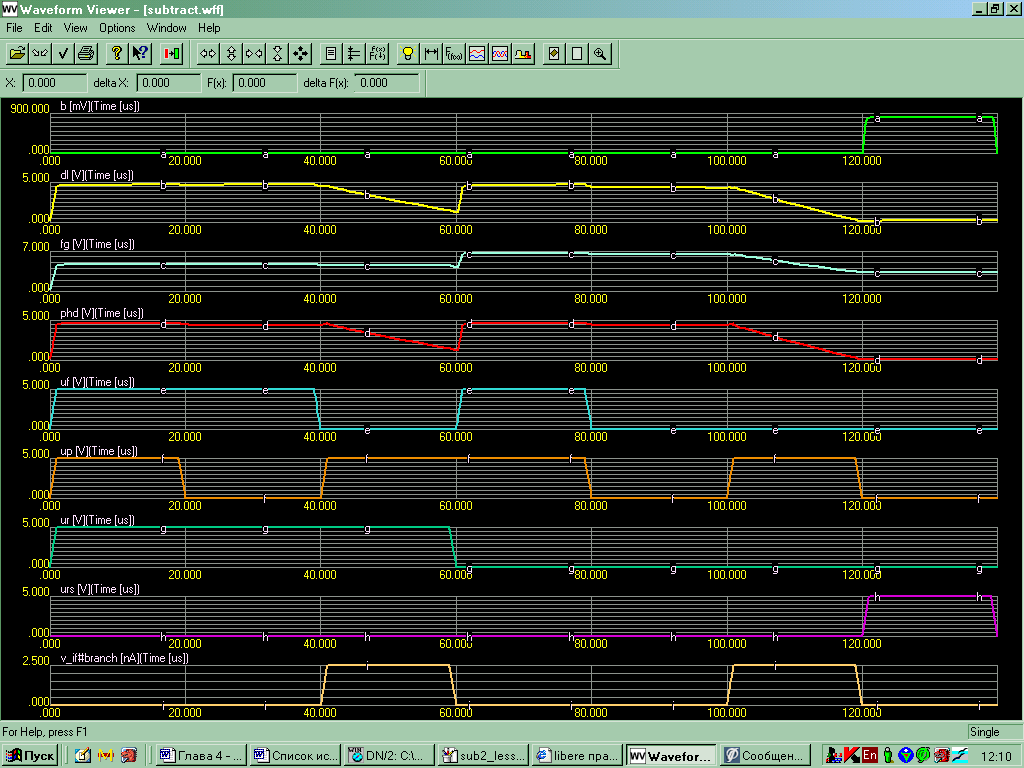 Waveform Viewer - [subtract.wff]
File Edit View Options Window Help
X: 0.000 delta X: 0.000 F(x): 0.000 delta F(x): 0.000
b [mV](Time [us])
900.000
a a a a a a a a a
.000
.000 20.000 40.000 60.000 80.000 100.000 120.000
dl [V](Time [us])
5.000
b b b b b b b b b
.000
.000 20.000 40.000 60.000 80.000 100.000 120.000
fg [V](Time [us])
7.000
c c c c c c c c c
.000
.000 20.000 40.000 60.000 80.000 100.000 120.000
phd [V](Time [us])
5.000
d d d d d d d d d
.000
.000 20.000 40.000 60.000 80.000 100.000 120.000
uf [V](Time [us])
5.000
e e e e e e e e e
.000
.000 20.000 40.000 60.000 80.000 100.000 120.000
up [V](Time [us])
5.000
f f f f f f f f f
.000
.000 20.000 40.000 60.000 80.000 100.000 120.000
ur [V](Time [us])
5.000
g g g g g g g g g
.000
.000 20.000 40.000 60.000 80.000 100.000 120.000
urs [V](Time [us])
5.000
h h h h h h h h h
.000
.000 20.000 40.000 60.000 80.000 100.000 120.000
v_if#branch [nA](Time [us])
2.500
.000
.000 20.000 40.000 60.000 80.000 100.000 120.000
For Help, press F1 Single
Пуск Глава 4 - ... Список ис... DN/2: C:\... sub2_less... libere пра... Wavefor... Сообщен... En 12:10